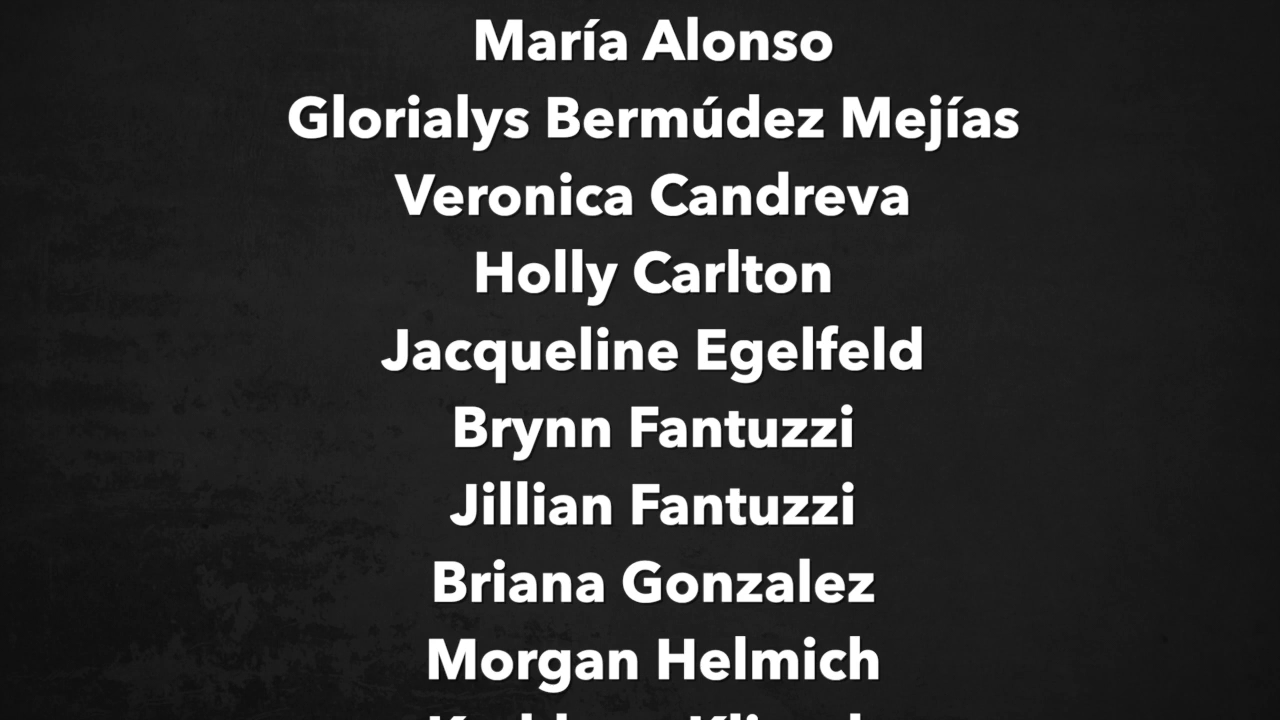 María Alonso
Glorialys Bermúdez Mejías
Veronica Candreva
Holly Carlton
Jacqueline Egelfeld
Brynn Fantuzzi
Jillian Fantuzzi
Briana Gonzalez
Morgan Helmich